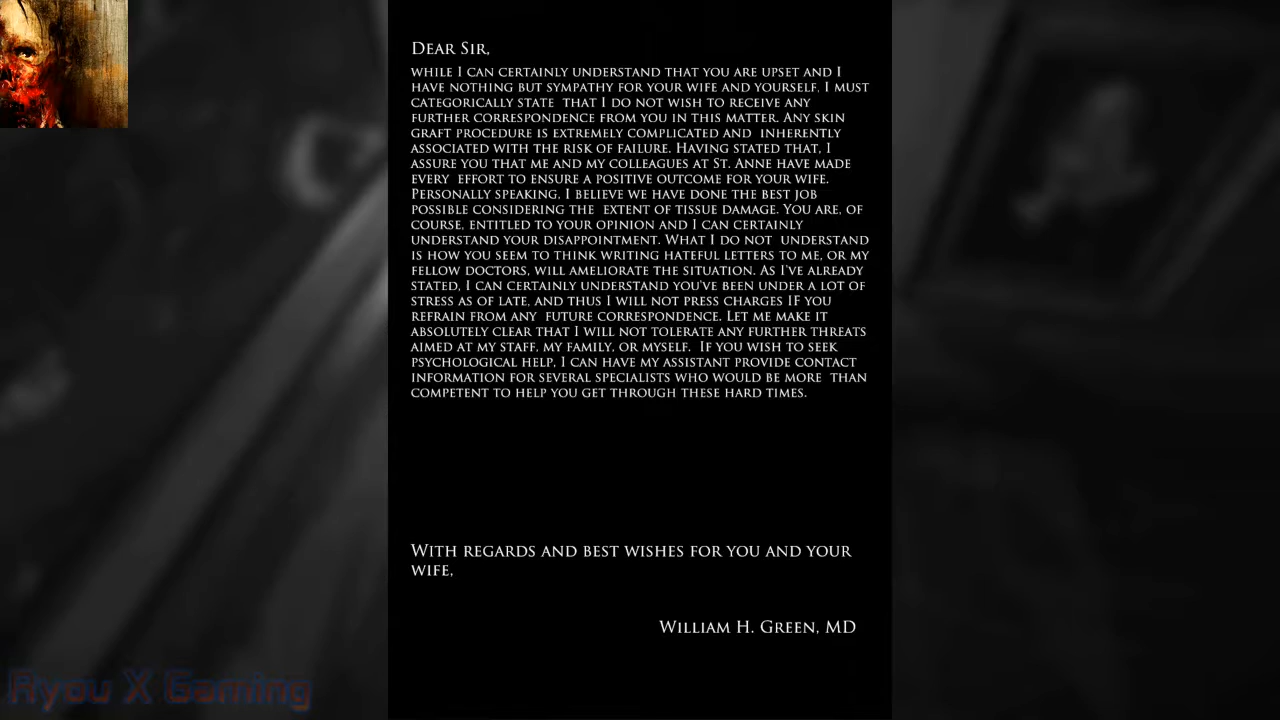 Dear Sir,
while I can certainly understand that you are upset and I
have nothing but sympathy for your wife and yourself, I must
categorically state that I do not wish to receive any
further correspondence from you in this matter. Any skin
graft procedure is extremely complicated and inherently
associated with the risk of failure. Having stated that, I
assure you that me and my colleagues at St. Anne have made
every effort to ensure a positive outcome for your wife.
Personally speaking, I believe we have done the best job
possible considering the extent of tissue damage. You are, of
course, entitled to your opinion and I can certainly
understand your disappointment. What I do not understand
is how you seem to think writing hateful letters to me, or my
fellow doctors, will ameliorate the situation. As I've already
stated, I can certainly understand you've been under a lot of
stress as of late, and thus I will not press charges IF you
refrain from any future correspondence. Let me make it
absolutely clear that I will not tolerate any further threats
aimed at my staff, my family, or myself. If you wish to seek
psychological help, I can have my assistant provide contact
information for several specialists who would be more than
competent to help you get through these hard times.
With regards and best wishes for you and your
wife,
William H. Green, MD
Ryou X Gaming